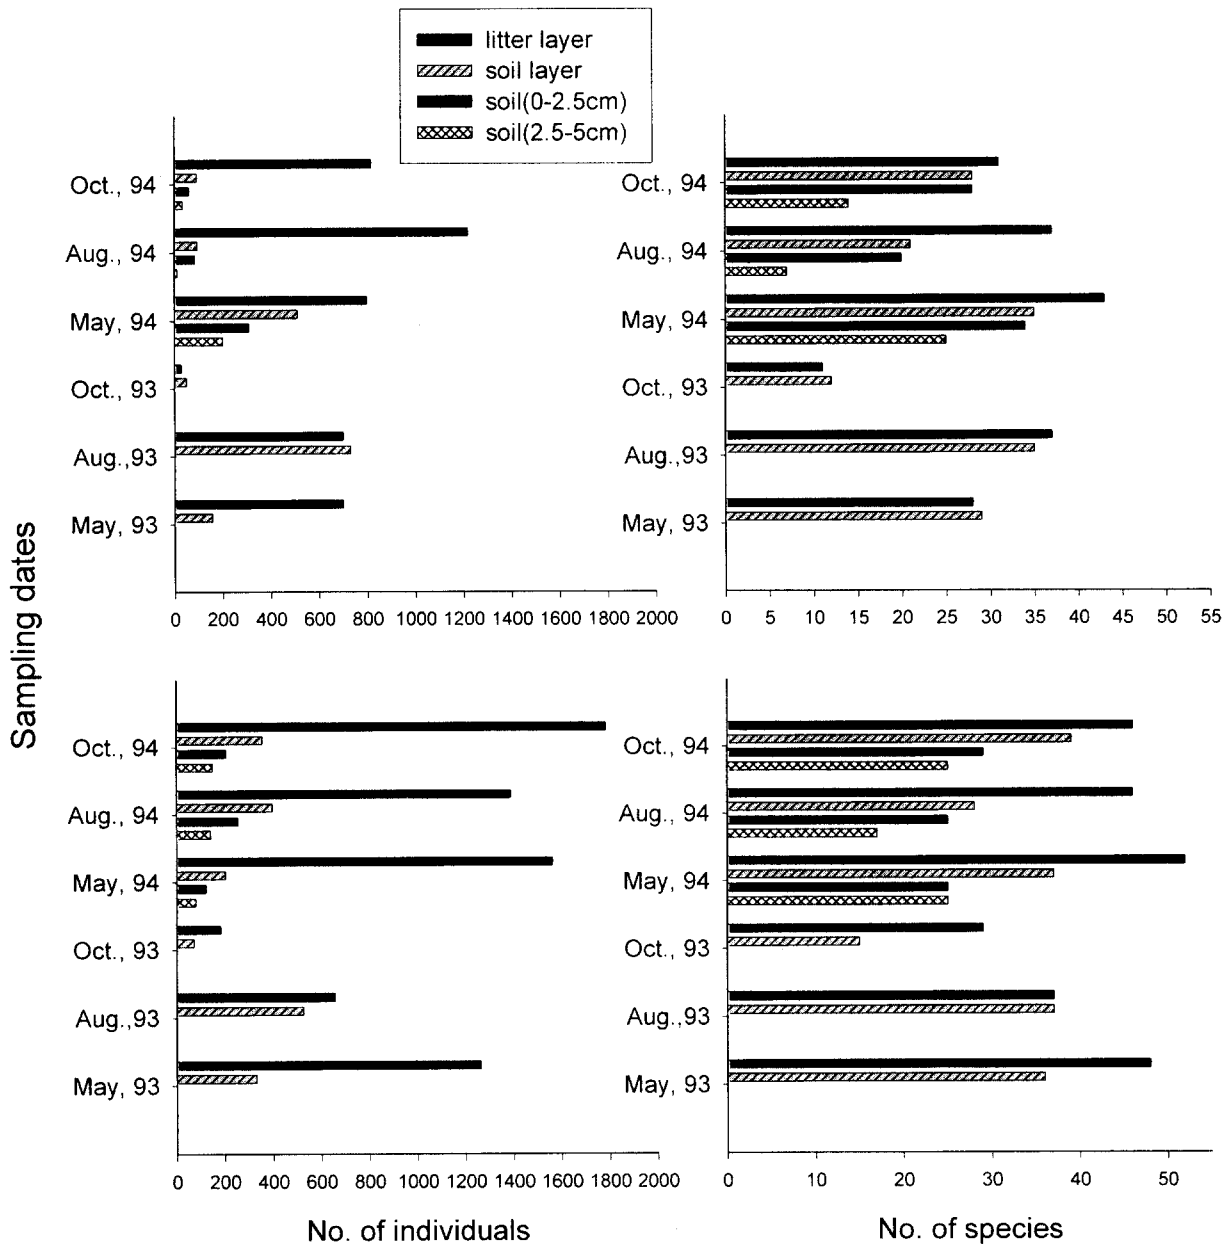 litter layer
soil layer
soil(0-2.5cm)
soil(2.5-5cm)
Sampling dates
Oct., 94
Aug., 94
May, 94
Oct., 93
Aug.,93
May, 93
0 200 400 600 800 1000 1200 1400 1600 1800 2000
Oct., 94
Aug., 94
May, 94
Oct., 93
Aug.,93
May, 93
0 5 10 15 20 25 30 35 40 45 50 55
Oct., 94
Aug., 94
May, 94
Oct., 93
Aug.,93
May, 93
0 200 400 600 800 1000 1200 1400 1600 1800 2000
No. of individuals
Oct., 94
Aug., 94
May, 94
Oct., 93
Aug.,93
May, 93
0 10 20 30 40 50
No. of species